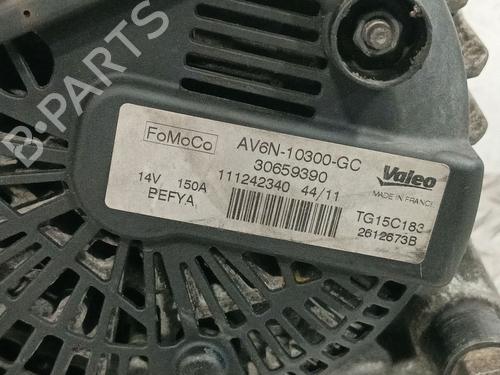 B-PARTS
FoMoCo
AV6N-10300-GC
30659390
14V 150A 111242340 44/11
BEFYA
Valeo
MADE IN FRANCE
TG15C183
2612673B